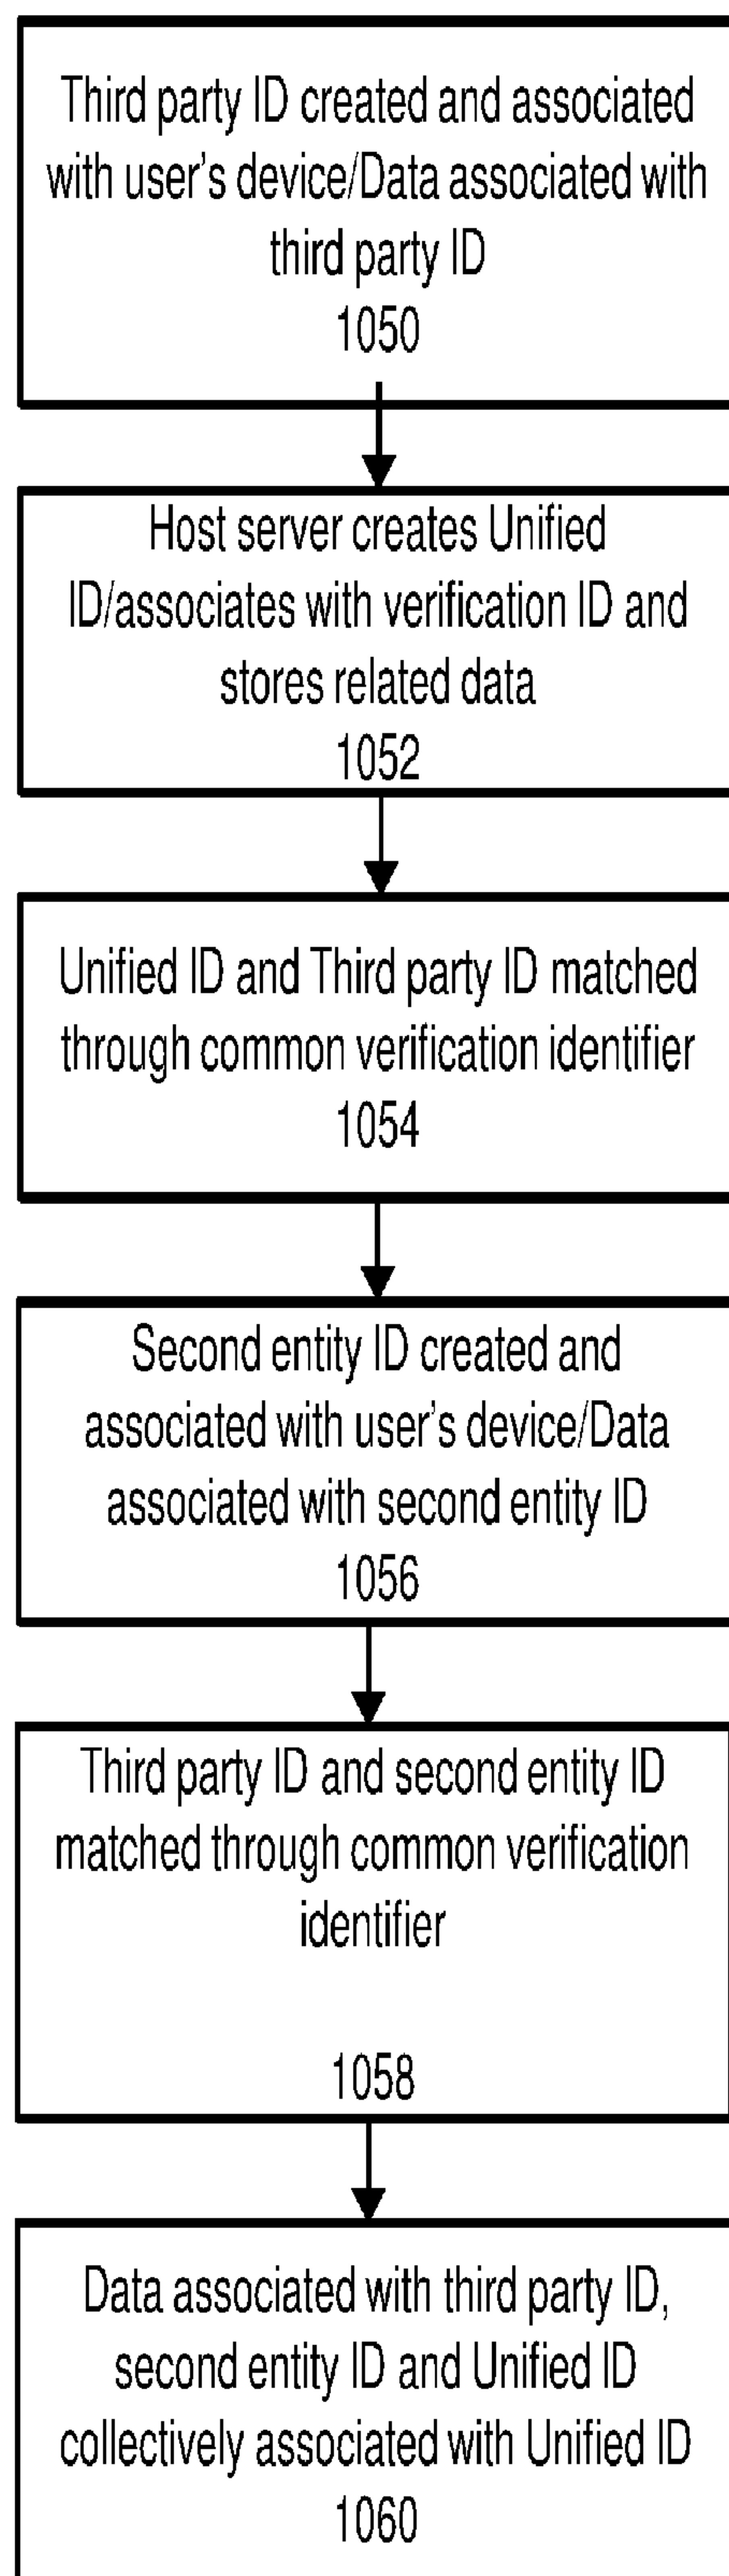 Third party ID created and associated
with user's device/Data associated with
third party ID
1050
Host server creates Unified
ID/associates with verification ID and
stores related data
1052
Unified ID and Third party ID matched
through common verification identifier
1054
Second entity ID created and
associated with user's device/Data
associated with second entity ID
1056
Third party ID and second entity ID
matched through common verification
identifier
1058
Data associated with third party ID,
second entity ID and Unified ID
collectively associated with Unified ID
1060